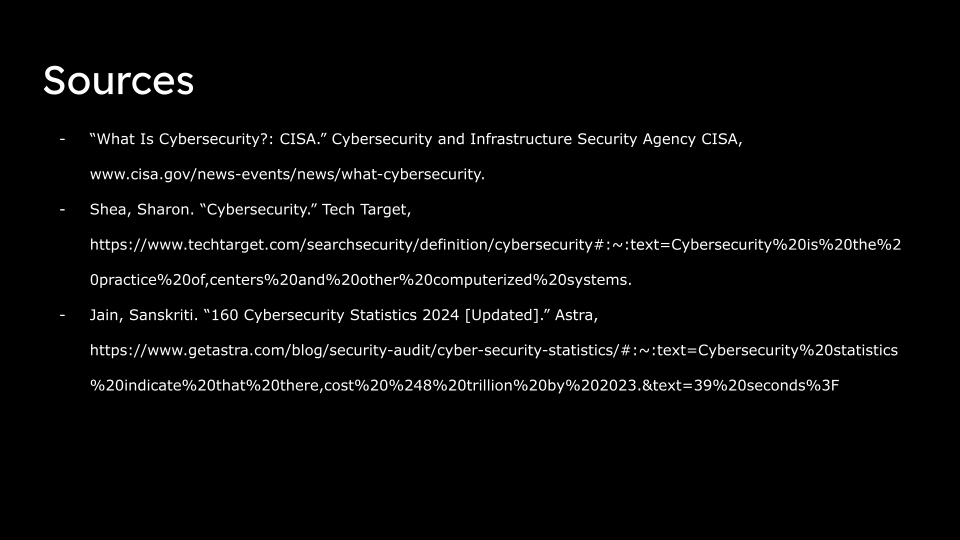 Sources
- “What Is Cybersecurity?: CISA.” Cybersecurity and Infrastructure Security Agency CISA,
www.cisa.gov/news-events/news/what-cybersecurity.
- Shea, Sharon. “Cybersecurity.” Tech Target,
https://www.techtarget.com/searchsecurity/definition/cybersecurity#:~:text=Cybersecurity%20is%20the%2
0practice%20of,centers%20and%20other%20computerized%20systems.
- Jain, Sanskriti. “160 Cybersecurity Statistics 2024 [Updated].” Astra,
https://www.getastra.com/blog/security-audit/cyber-security-statistics/#:~:text=Cybersecurity%20statistics
%20indicate%20that%20there,cost%20%248%20trillion%20by%202023.&text=39%20seconds%3F